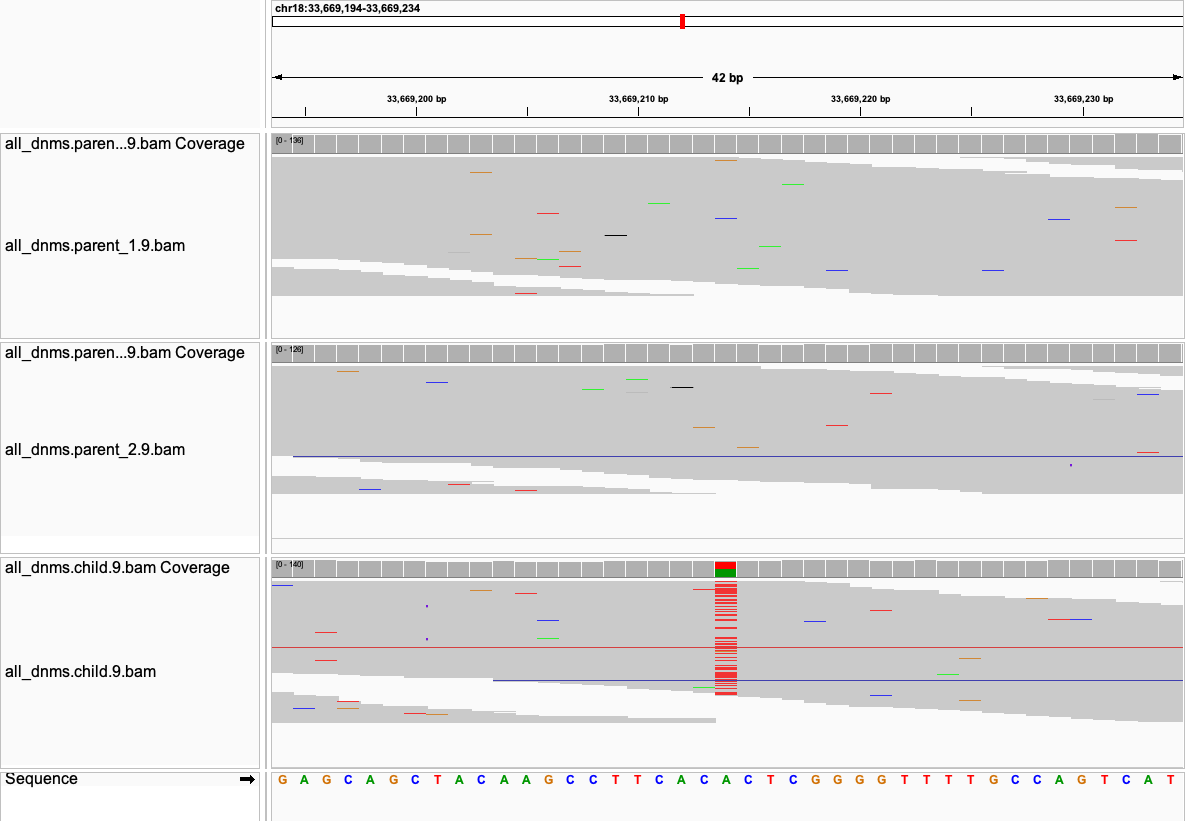 chr18:33,669,194-33,669,234
42 bp
33,669,200 bp 33,669,210 bp 33,669,220 bp 33,669,230 bp
all_dnms.paren...9.bam Coverage
[0 - 136]
all_dnms.parent_1.9.bam
all_dnms.paren...9.bam Coverage
[0 - 126]
all_dnms.parent_2.9.bam
all_dnms.child.9.bam Coverage
[0 - 140]
all_dnms.child.9.bam
Sequence G A G C A G C T A C A A G C C T T C A C A C T C G G G G T T T T G C C A G T C A T